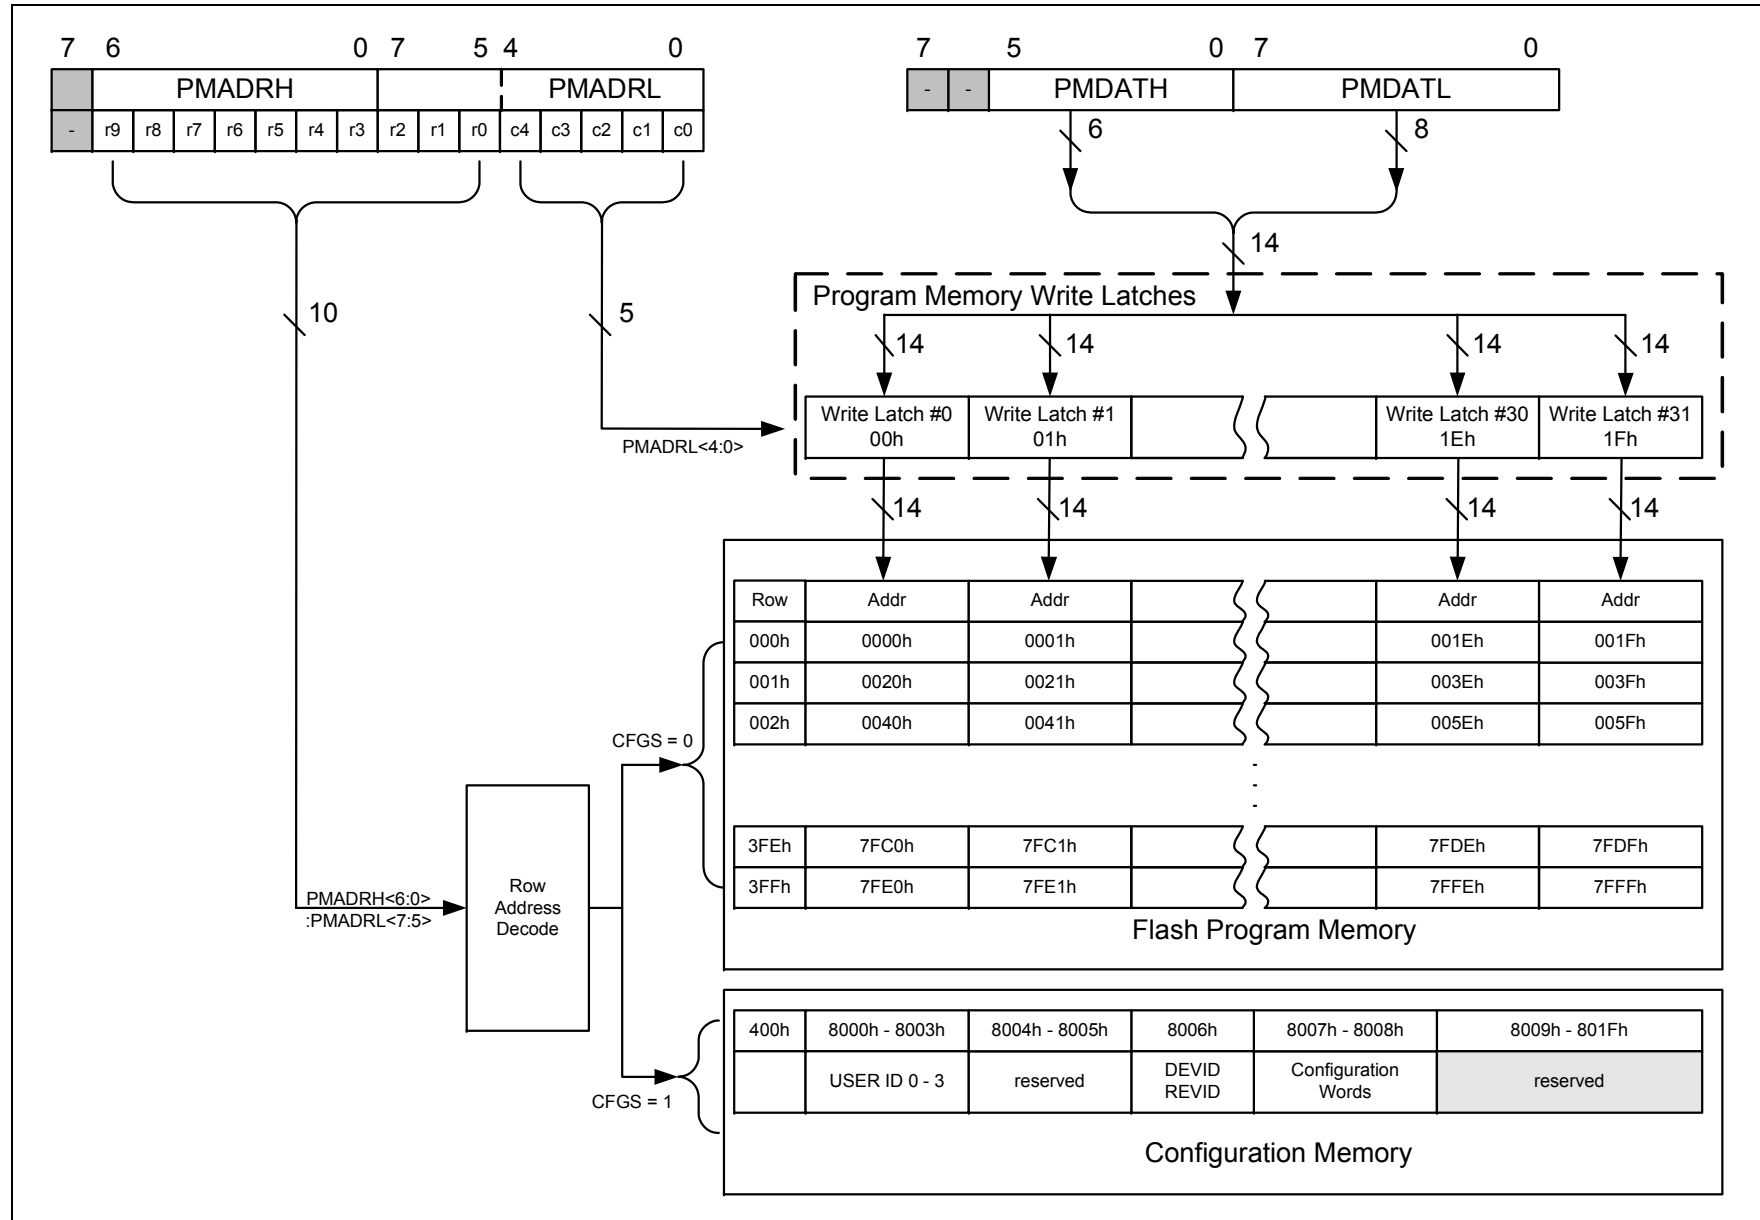 7 6 0 7 5 4 0
7 5 0 7 0
PMADRH PMADRL
- - PMDATH PMDATL
- r9 r8 r7 r6 r5 r4 r3 r2 r1 r0 c4 c3 c2 c1 c0
6 8
14
10 5
Program Memory Write Latches
14 14 14 14
Write Latch #0 Write Latch #1 Write Latch #30 Write Latch #31
00h 01h 1Eh 1Fh
PMADRL<4:0>
14 14 14 14
Row Addr Addr Addr Addr
000h 0000h 0001h 001Eh 001Fh
001h 0020h 0021h 003Eh 003Fh
002h 0040h 0041h 005Eh 005Fh
CFGS = 0
3FEh 7FC0h 7FC1h 7FDEh 7FDFh
3FFh 7FE0h 7FE1h 7FFEh 7FFFh
Row
Address
Decode
PMADRH<6:0>
:PMADRL<7:5>
Flash Program Memory
400h 8000h - 8003h 8004h - 8005h 8006h 8007h - 8008h 8009h - 801Fh
USER ID 0 - 3 reserved DEVID
REVID Configuration
Words reserved
CFGS = 1
Configuration Memory